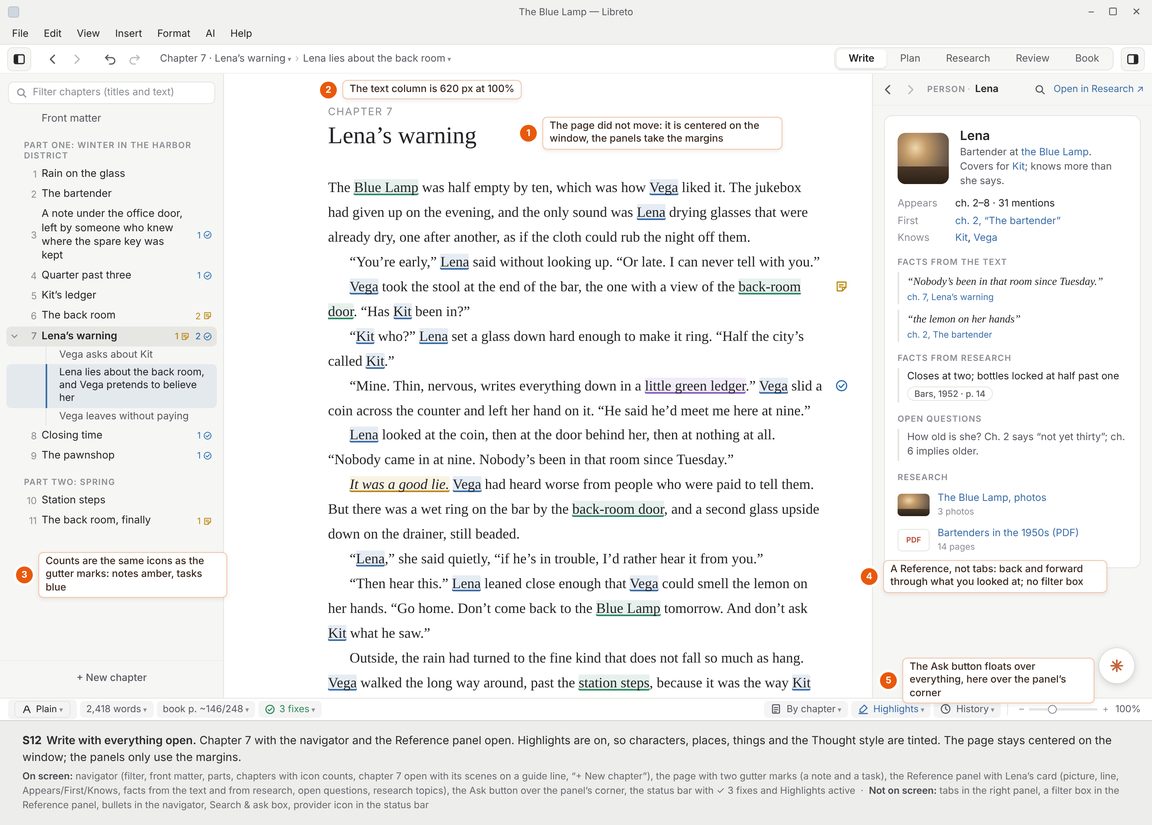 The Blue Lamp — Libreto
File Edit View Insert Format AI Help
Chapter 7 · Lena’s warning › Lena lies about the back room
Write Plan Research Review Book
Filter chapters (titles and text)
Front matter
PART ONE: WINTER IN THE HARBOR
DISTRICT
1 Rain on the glass
2 The bartender
A note under the office door,
left by someone who knew
3 where the spare key was 1
kept
4 Quarter past three 1
5 Kit’s ledger
6 The back room 2
7 Lena’s warning 1 2
Vega asks about Kit
Lena lies about the back room,
and Vega pretends to believe
her
Vega leaves without paying
8 Closing time 1
9 The pawnshop 1
PART TWO: SPRING
10 Station steps
11 The back room, finally 1
3 Counts are the same icons as the
gutter marks: notes amber, tasks
blue
+ New chapter
2 The text column is 620 px at 100%
CHAPTER 7
Lena’s warning
1 The page did not move: it is centered on the
window, the panels take the margins
The Blue Lamp was half empty by ten, which was how Vega liked it. The jukebox
had given up on the evening, and the only sound was Lena drying glasses that were
already dry, one after another, as if the cloth could rub the night off them.
“You’re early,” Lena said without looking up. “Or late. I can never tell with you.”
Vega took the stool at the end of the bar, the one with a view of the back-room
door. “Has Kit been in?”
“Kit who?” Lena set a glass down hard enough to make it ring. “Half the city’s
called Kit.”
“Mine. Thin, nervous, writes everything down in a little green ledger.” Vega slid a
coin across the counter and left her hand on it. “He said he’d meet me here at nine.”
Lena looked at the coin, then at the door behind her, then at nothing at all.
“Nobody came in at nine. Nobody’s been in that room since Tuesday.”
It was a good lie. Vega had heard worse from people who were paid to tell them.
But there was a wet ring on the bar by the back-room door, and a second glass upside
down on the drainer, still beaded.
“Lena,” she said quietly, “if he’s in trouble, I’d rather hear it from you.”
“Then hear this.” Lena leaned close enough that Vega could smell the lemon on
her hands. “Go home. Don’t come back to the Blue Lamp tomorrow. And don’t ask
Kit what he saw.”
Outside, the rain had turned to the fine kind that does not fall so much as hang.
Vega walked the long way around, past the station steps, because it was the way Kit
PERSON · Lena
Open in Research ↗
Lena
Bartender at the Blue Lamp.
Covers for Kit; knows more than
she says.
Appears ch. 2–8 · 31 mentions
First ch. 2, “The bartender”
Knows Kit, Vega
FACTS FROM THE TEXT
“Nobody’s been in that room since Tuesday.”
ch. 7, Lena’s warning
“the lemon on her hands”
ch. 2, The bartender
FACTS FROM RESEARCH
Closes at two; bottles locked at half past one
Bars, 1952 · p. 14
OPEN QUESTIONS
How old is she? Ch. 2 says “not yet thirty”; ch.
6 implies older.
RESEARCH
The Blue Lamp, photos
3 photos
PDF Bartenders in the 1950s (PDF)
14 pages
4 A Reference, not tabs: back and forward
through what you looked at; no filter box
5 The Ask button floats over
everything, here over the panel’s
corner
A Plain 2,418 words book p. ~146/248 3 fixes By chapter Highlights History − + 100%
S12 Write with everything open. Chapter 7 with the navigator and the Reference panel open. Highlights are on, so characters, places, things and the Thought style are tinted. The page stays centered on the
window; the panels only use the margins.
On screen: navigator (filter, front matter, parts, chapters with icon counts, chapter 7 open with its scenes on a guide line, “+ New chapter”), the page with two gutter marks (a note and a task), the Reference panel with Lena’s card (picture, line,
Appears/First/Knows, facts from the text and from research, open questions, research topics), the Ask button over the panel’s corner, the status bar with ✓ 3 fixes and Highlights active · Not on screen: tabs in the right panel, a filter box in the
Reference panel, bullets in the navigator, Search & ask box, provider icon in the status bar